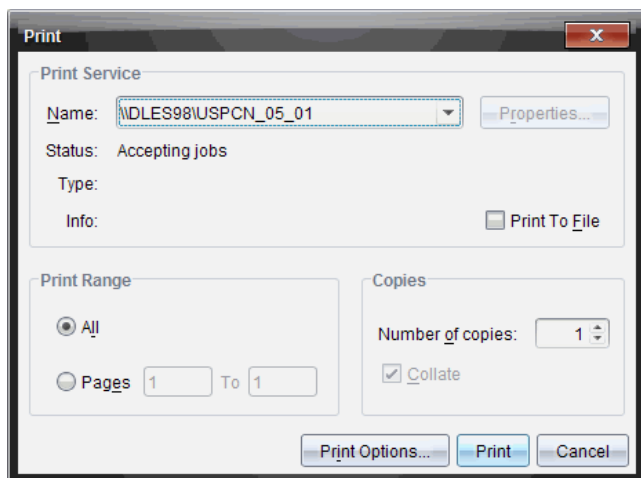 Print
Print Service
Name: \\DLES98\USPCN_05_01 Properties...
Status: Accepting jobs
Type:
Info: Print To File
Print Range
All
Pages 1 To 1
Copies
Number of copies: 1
Collate
Print Options... Print Cancel